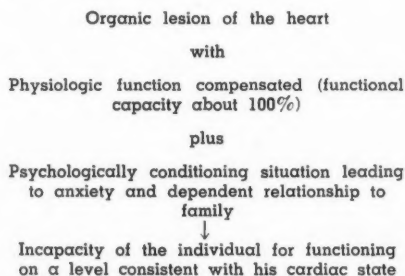 Organic lesion of the heart
with
Physiologic function compensated (functional
capacity about 100%)
plus
Psychologically conditioning situation leading
to anxiety and dependent relationship to
family
↓
Incapacity of the individual for functioning
on a level consistent with his cardiac state